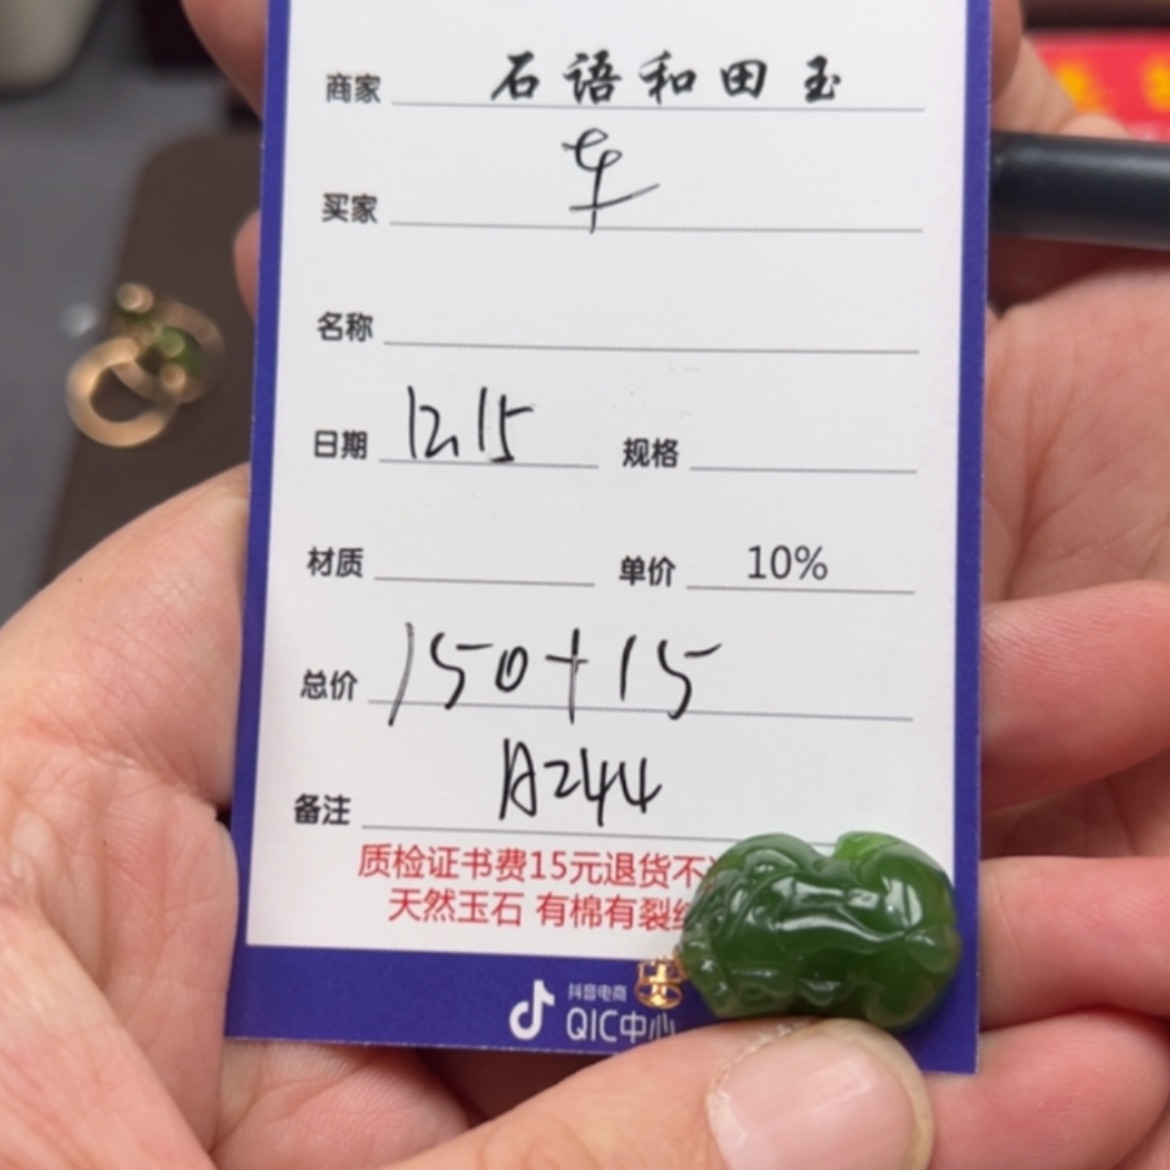 商家 石语和田玉
买家
名称
日期 12.15 规格
材质 单价 10%
总价 150+15
备注 A244
质检证书费15元退货不
天然玉石 有棉有裂
抖音电商
QIC中心